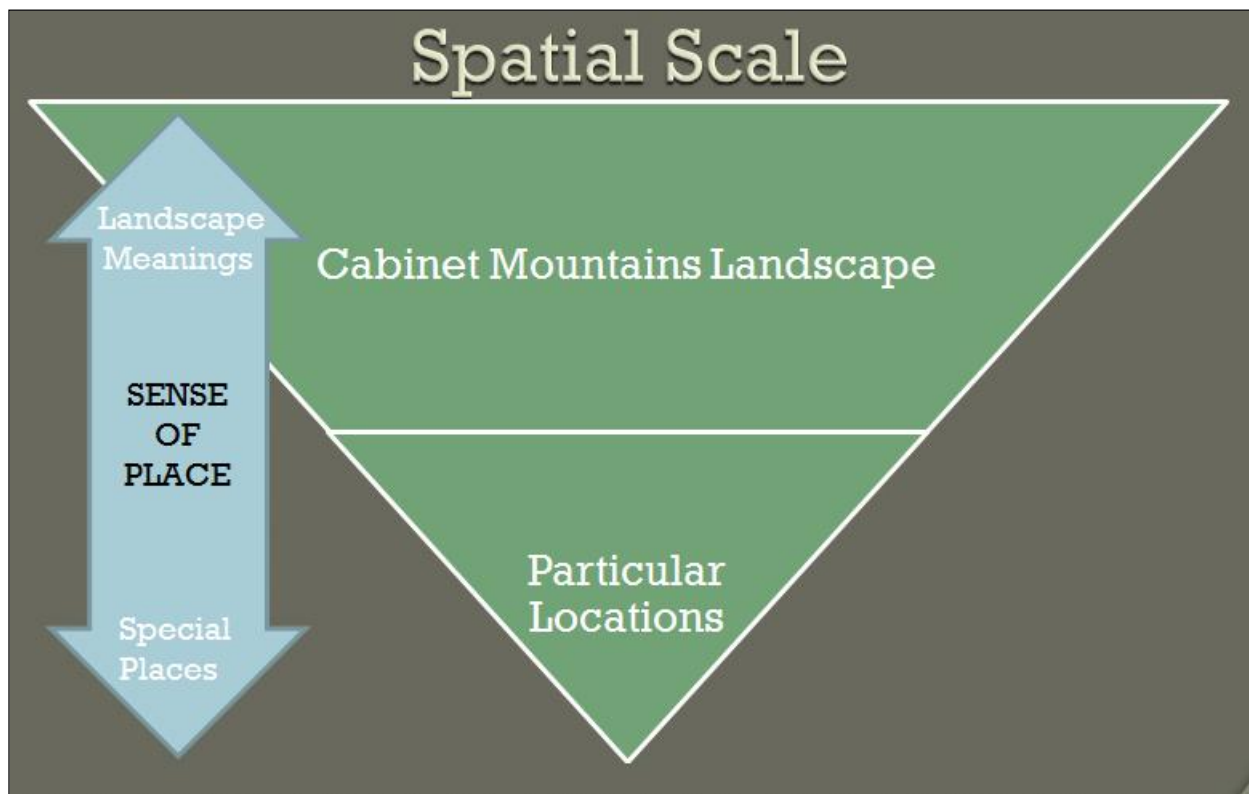 Spatial Scale
Landscape
Meanings
Cabinet Mountains Landscape
SENSE
OF
PLACE
Particular
Locations
Special
Places